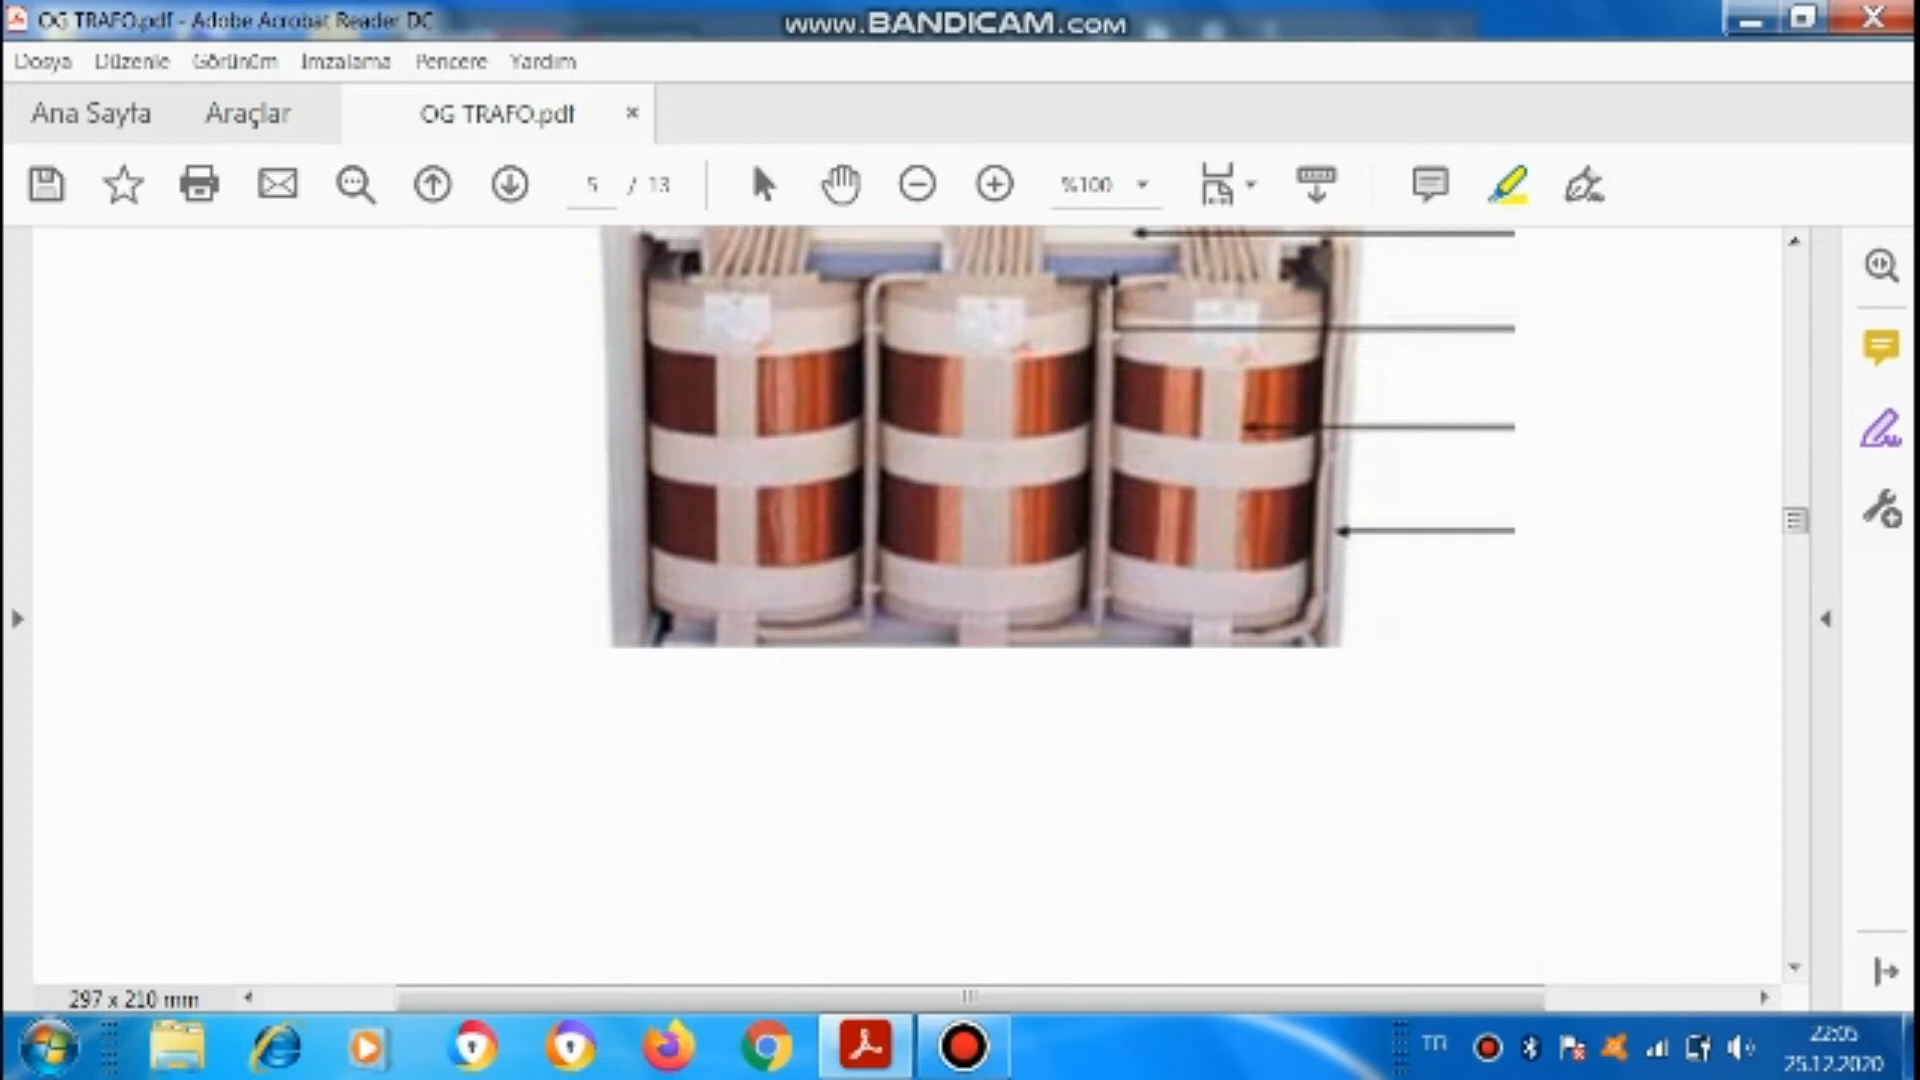 OG TRAFO.pdf - Adobe Acrobat Reader DC
www.BANDICAM.com
Dosya Düzenle Görünüm İmzalama Pencere Yardım
Ana Sayfa Araçlar OG TRAFO.pdf
5 / 13 %100
297 x 210 mm
TR
22:05
25.12.2020